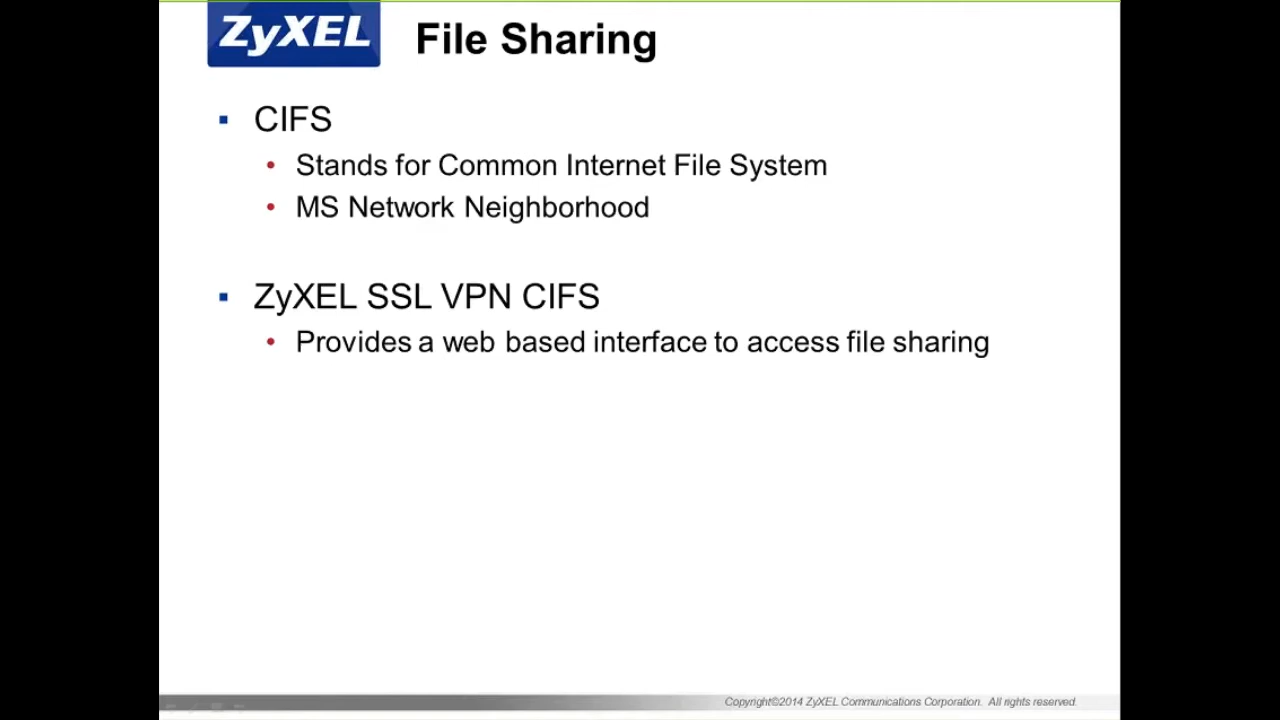 ZyXEL File Sharing
▪ CIFS
• Stands for Common Internet File System
• MS Network Neighborhood
▪ ZyXEL SSL VPN CIFS
• Provides a web based interface to access file sharing
Copyright©2014 ZyXEL Communications Corporation. All rights reserved.